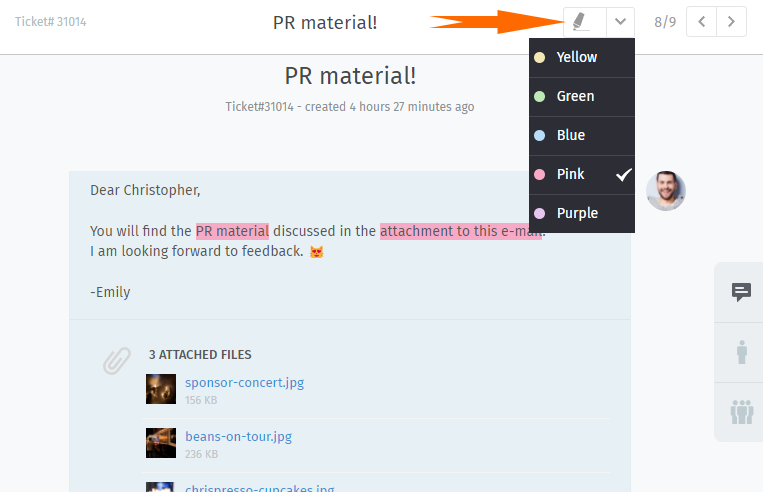 Ticket# 31014
PR material!
8/9
PR material!
Ticket#31014 - created 4 hours 27 minutes ago
Yellow
Green
Blue
Pink
Purple
Dear Christopher,
You will find the PR material discussed in the attachment to this e-mail.
I am looking forward to feedback. 😻
-Emily
3 ATTACHED FILES
sponsor-concert.jpg
156 KB
beans-on-tour.jpg
236 KB
chrispresso-cupcakes.jpg